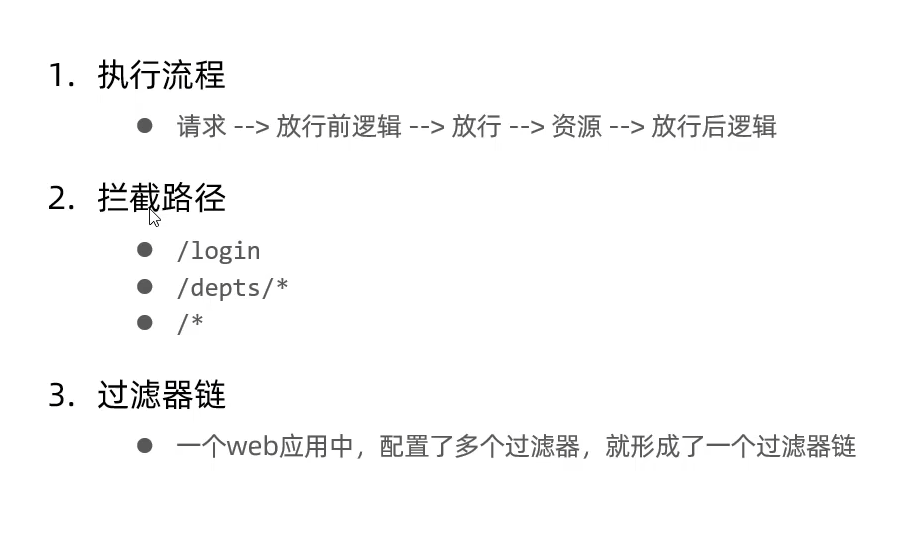 1. 执行流程
● 请求 --> 放行前逻辑 --> 放行 --> 资源 --> 放行后逻辑
2. 拦截路径
● /login
● /depts/*
● /*
3. 过滤器链
● 一个web应用中，配置了多个过滤器，就形成了一个过滤器链